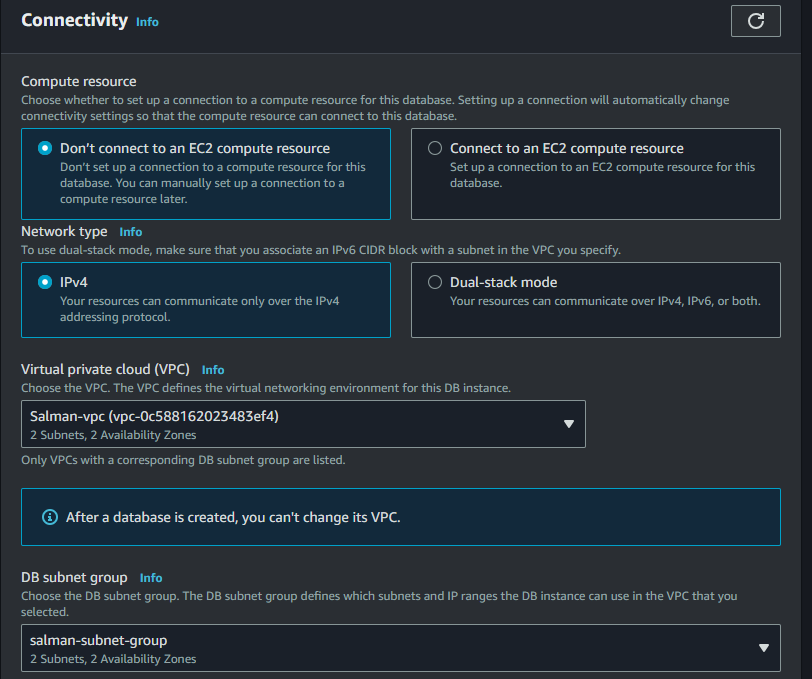 Connectivity Info
Compute resource
Choose whether to set up a connection to a compute resource for this database. Setting up a connection will automatically change
connectivity settings so that the compute resource can connect to this database.
Don't connect to an EC2 compute resource
Don't set up a connection to a compute resource for this
database. You can manually set up a connection to a
compute resource later.
Connect to an EC2 compute resource
Set up a connection to an EC2 compute resource for this
database.
Network type Info
To use dual-stack mode, make sure that you associate an IPv6 CIDR block with a subnet in the VPC you specify.
IPv4
Your resources can communicate only over the IPv4
addressing protocol.
Dual-stack mode
Your resources can communicate over IPv4, IPv6, or both.
Virtual private cloud (VPC) Info
Choose the VPC. The VPC defines the virtual networking environment for this DB instance.
Salman-vpc (vpc-0c588162023483ef4)
2 Subnets, 2 Availability Zones
Only VPCs with a corresponding DB subnet group are listed.
After a database is created, you can't change its VPC.
DB subnet group Info
Choose the DB subnet group. The DB subnet group defines which subnets and IP ranges the DB instance can use in the VPC that you
selected.
salman-subnet-group
2 Subnets, 2 Availability Zones